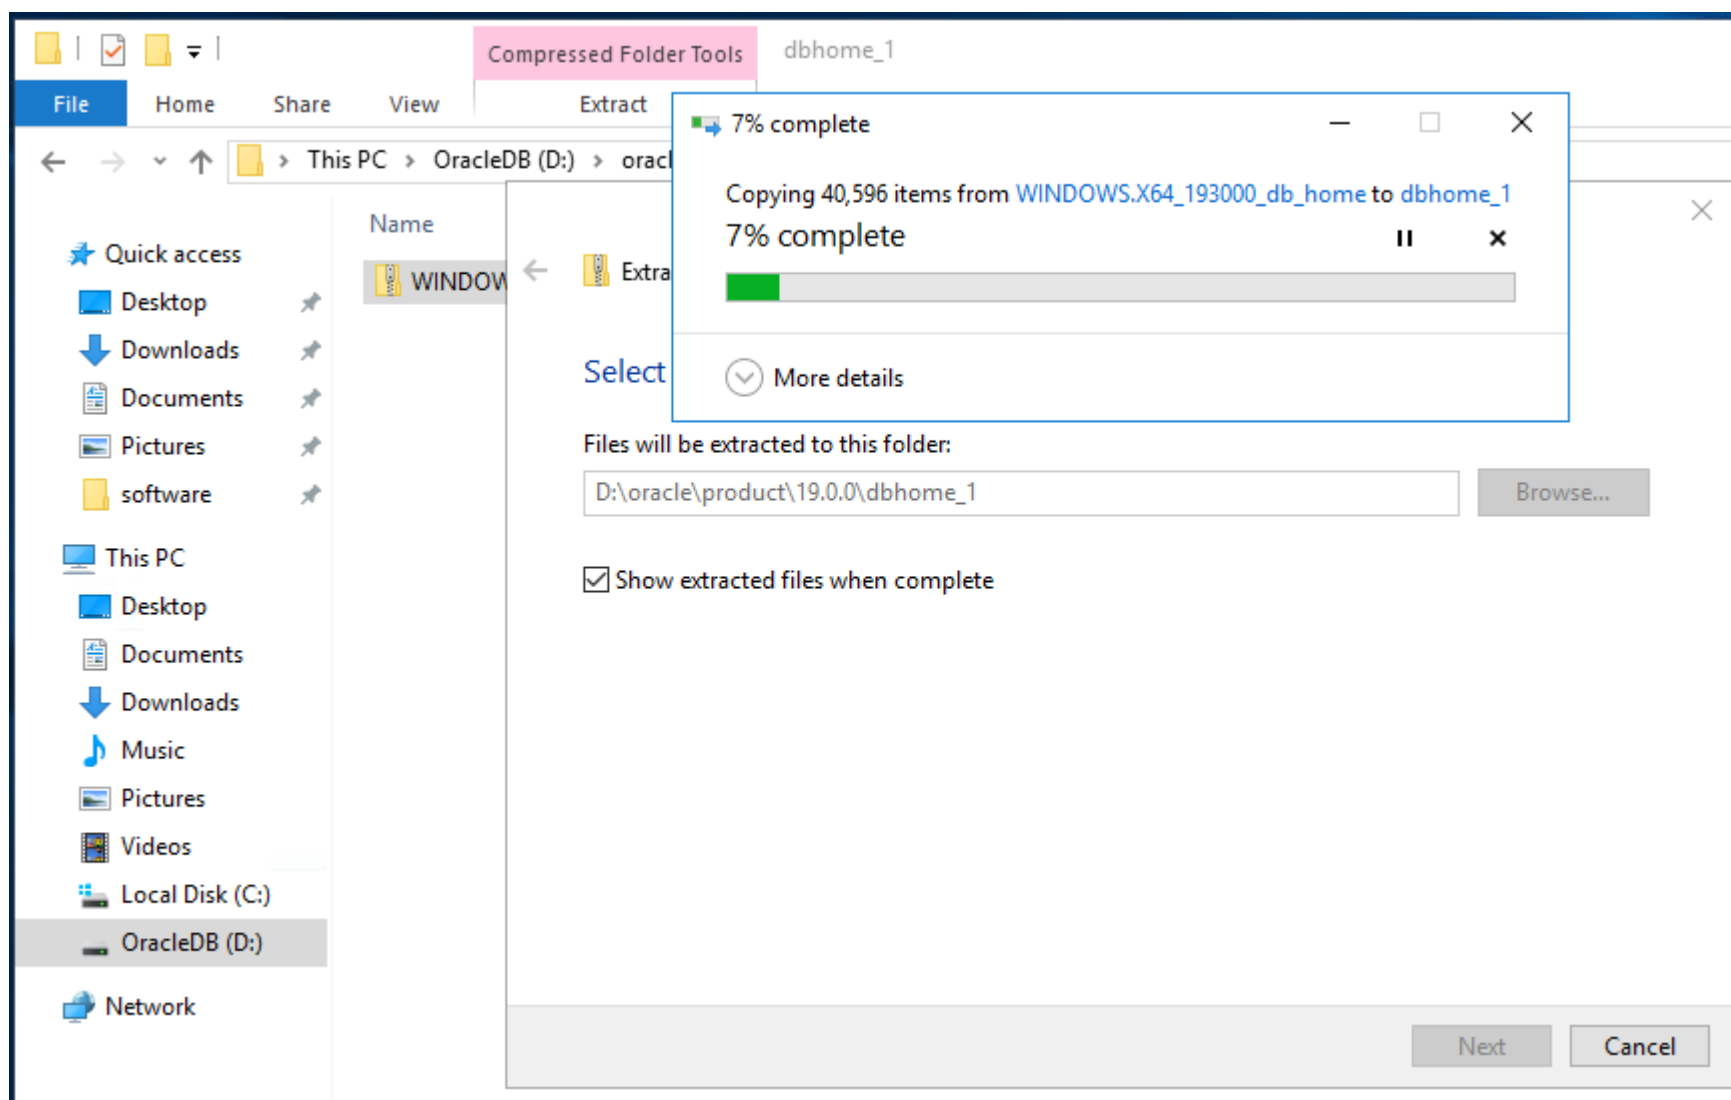 Compressed Folder Tools
dbhome_1
File
Home
Share
View
Extract
This PC > OracleDB (D:) >
7% complete
Copying 40,596 items from WINDOWS.X64_193000_db_home to dbhome_1
7% complete
More details
Name
Quick access
Desktop
Downloads
Documents
Pictures
software
This PC
Desktop
Documents
Downloads
Music
Pictures
Videos
Local Disk (C:)
OracleDB (D:)
Network
Select
Files will be extracted to this folder:
D:\oracle\product\19.0.0\dbhome_1
Browse...
Show extracted files when complete
Next
Cancel